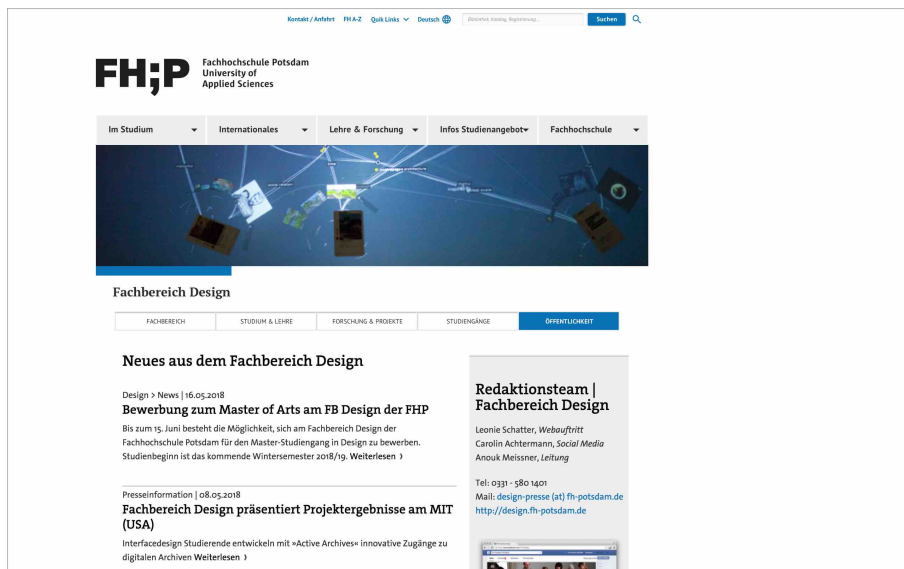 Kontakt / Anfahrt FH A-Z Quik Links Deutsch
Bibliothek, Katalog, Registrierung... Suchen
FH;P
Fachhochschule Potsdam
University of
Applied Sciences
Im Studium Internationales Lehre & Forschung Infos Studienangebot Fachhochschule
Fachbereich Design
FACHBEREICH STUDIUM & LEHRE FORSCHUNG & PROJEKTE STUDIENGÄNGE ÖFFENTLICHKEIT
Neues aus dem Fachbereich Design
Design > News | 16.05.2018
Bewerbung zum Master of Arts am FB Design der FHP
Bis zum 15. Juni besteht die Möglichkeit, sich am Fachbereich Design der
Fachhochschule Potsdam für den Master-Studiengang in Design zu bewerben.
Studienbeginn ist das kommende Wintersemester 2018/19. Weiterlesen ›
Presseinformation | 08.05.2018
Fachbereich Design präsentiert Projektergebnisse am MIT
(USA)
Interfacedesign Studierende entwickeln mit »Active Archives« innovative Zugänge zu
digitalen Archiven Weiterlesen ›
Redaktionsteam |
Fachbereich Design
Leonie Schatter, Webauftritt
Carolin Achtermann, Social Media
Anouk Meissner, Leitung
Tel: 0331 - 580 1401
Mail: design-presse (at) fh-potsdam.de
http://design.fh-potsdam.de